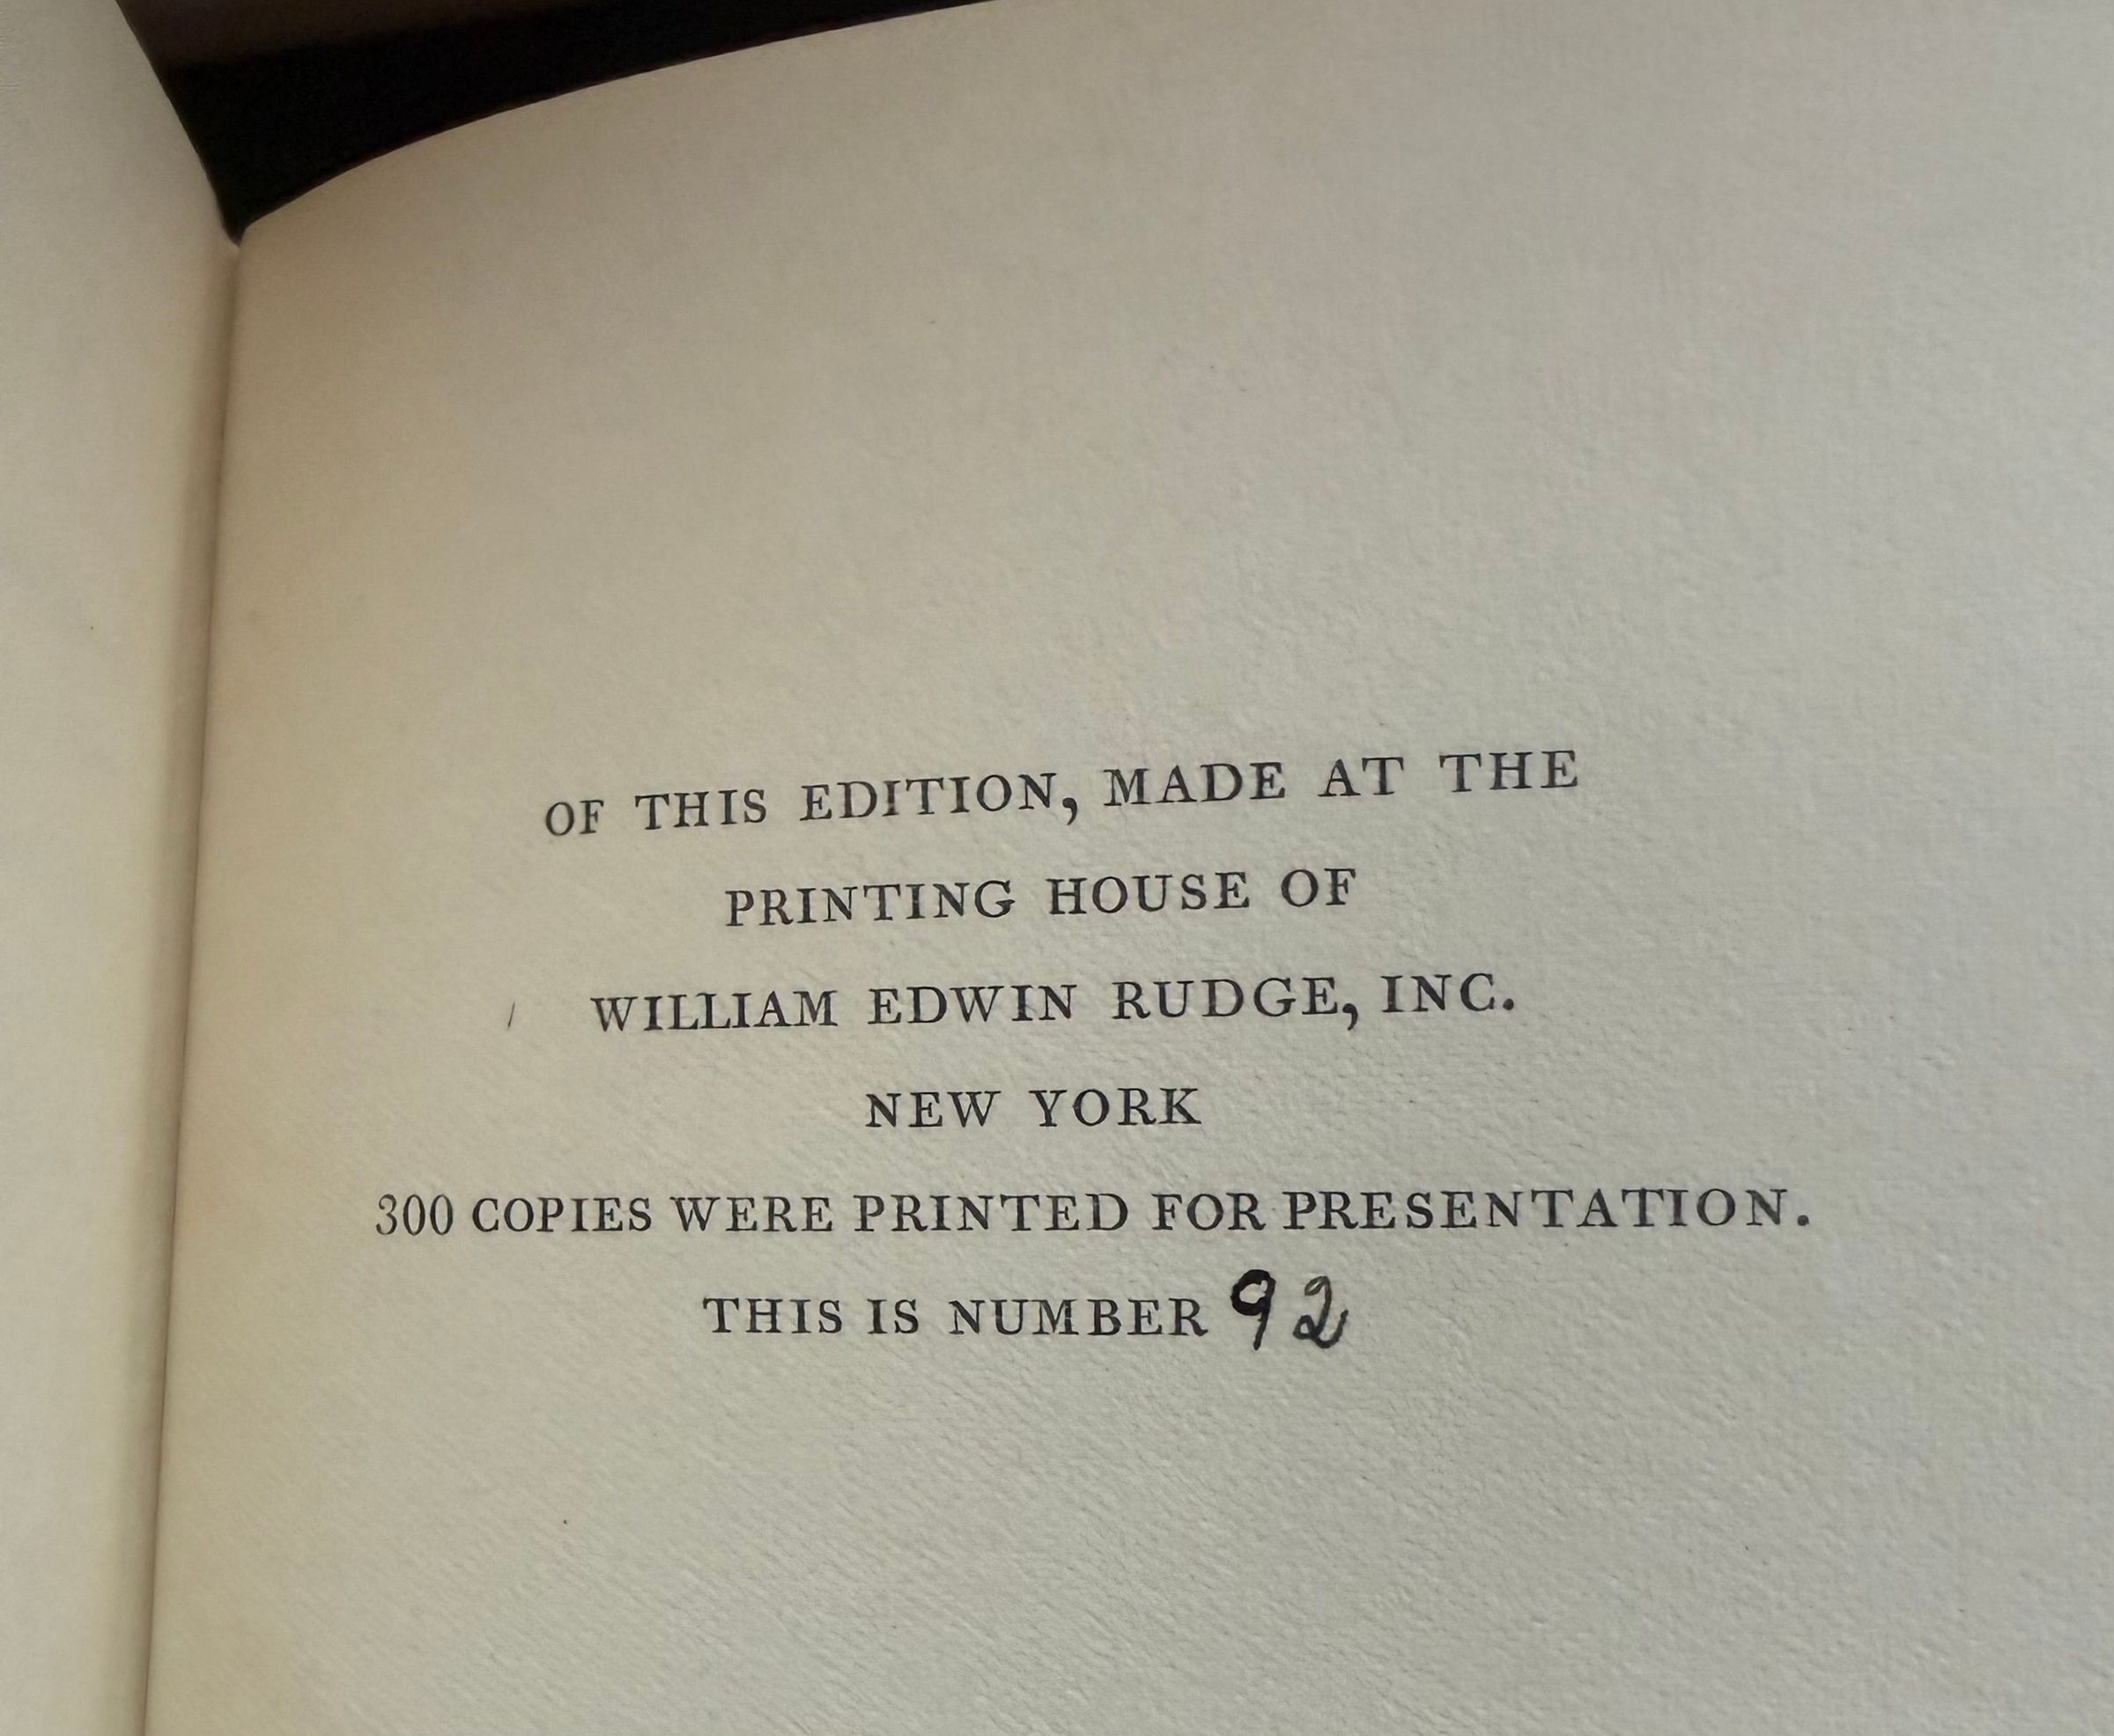 OF THIS EDITION, MADE AT THE
PRINTING HOUSE OF
WILLIAM EDWIN RUDGE, INC.
NEW YORK
300 COPIES WERE PRINTED FOR PRESENTATION.
THIS IS NUMBER 92